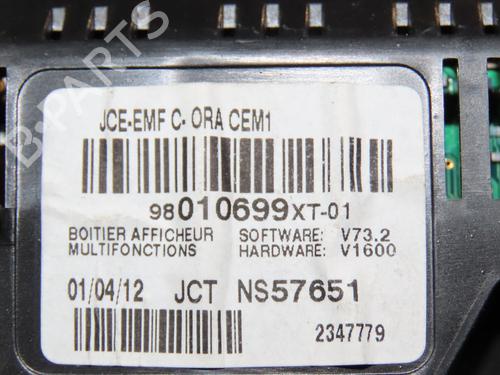 JCE-EMF C- ORA CEM1
98010699XT-01
BOITIER AFFICHEUR SOFTWARE: V73.2
MULTIFONCTIONS HARDWARE: V1600
01/04/12 JCT NS57651
2347779
B-PARTS